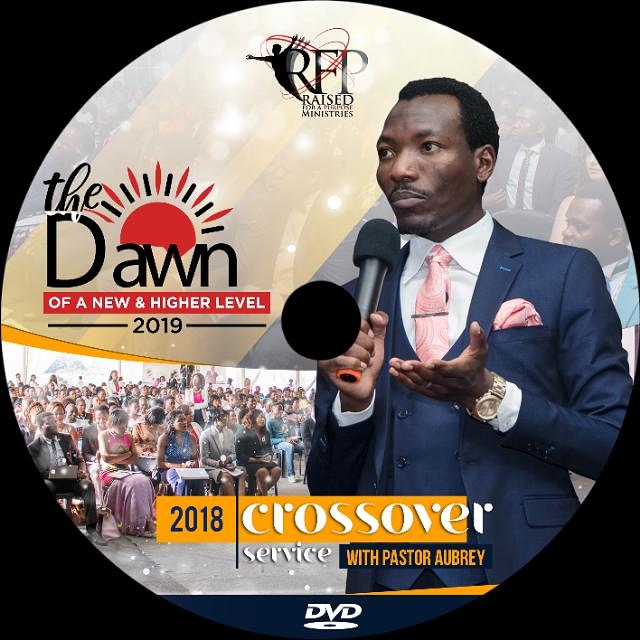 RFP
RAISED
FOR A PURPOSE
MINISTRIES
the
Dawn
OF A NEW & HIGHER LEVEL
2019
2018 crossover
service WITH PASTOR AUBREY
DVD